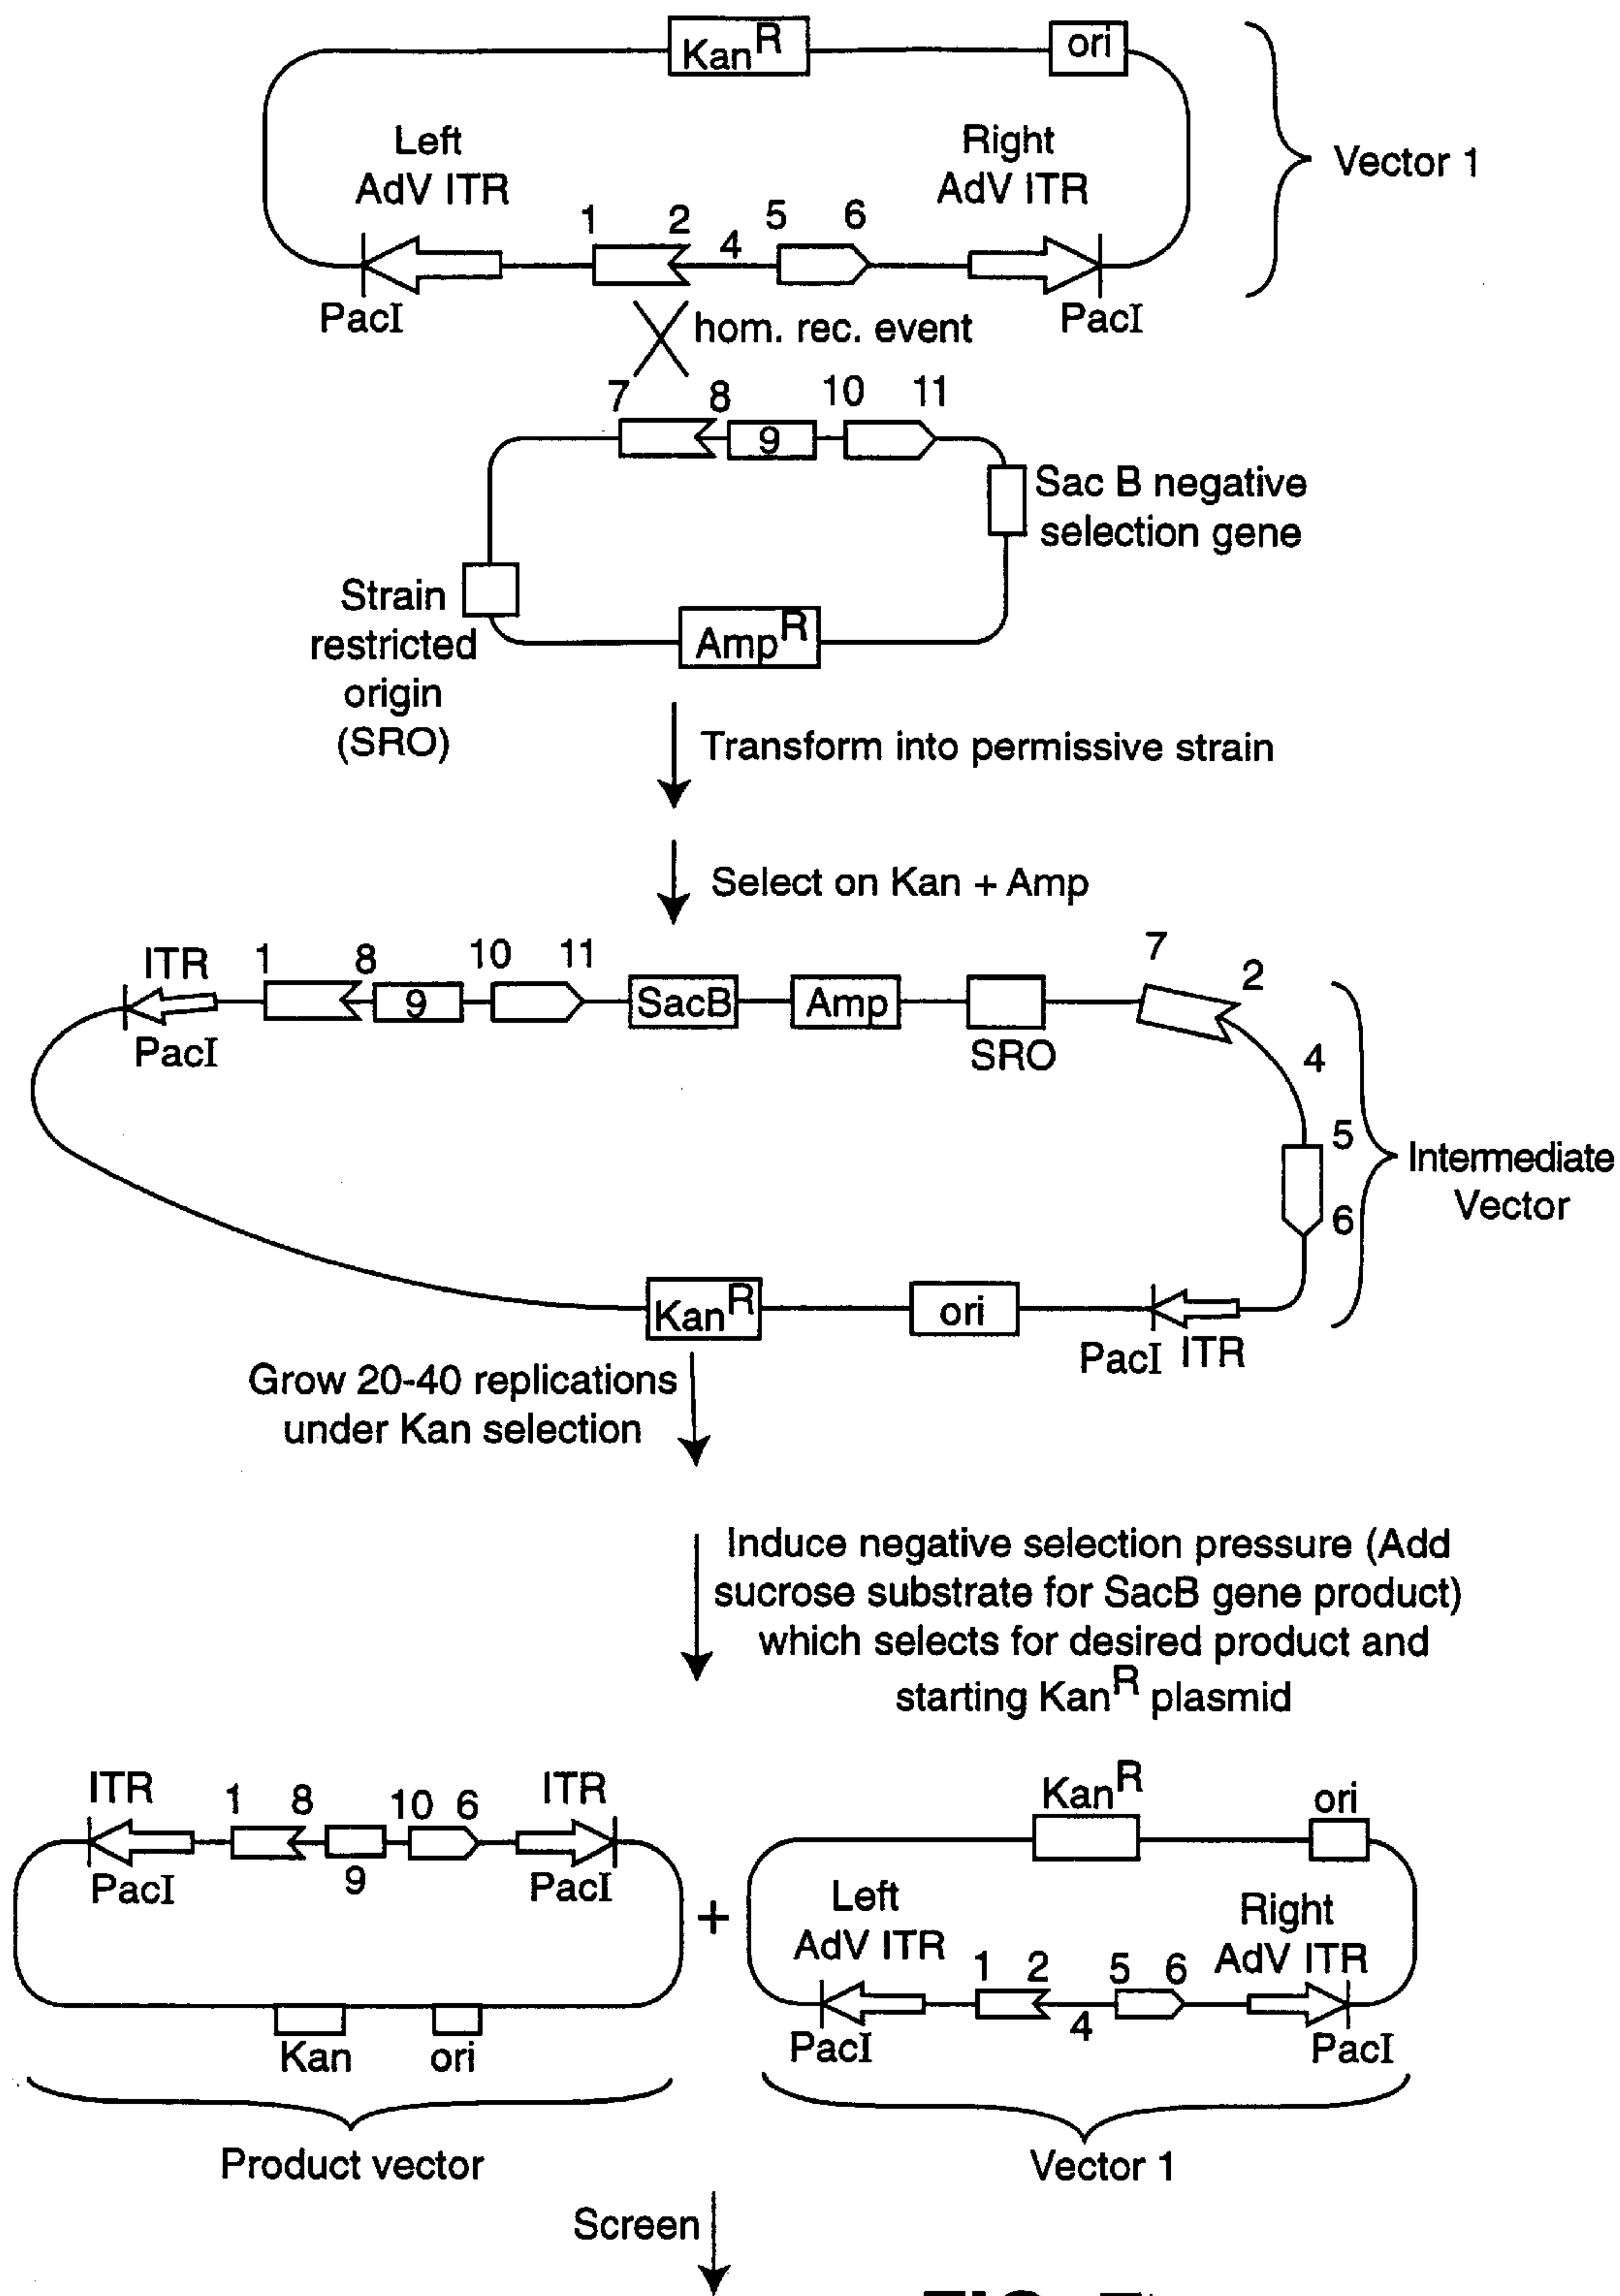 KanR
ori
Left
AdV ITR
Right
AdV ITR
Vector 1
1 2 4 5 6
PacI
PacI
hom. rec. event
7 8 10 11
9
Sac B negative
selection gene
Strain
restricted
origin
(SRO)
AmpR
Transform into permissive strain
Select on Kan + Amp
ITR
1 8 10 11
7
2
9
SacB
Amp
PacI
SRO
4
5
6
Intermediate
Vector
KanR
ori
PacI ITR
Grow 20-40 replications
under Kan selection
Induce negative selection pressure (Add
sucrose substrate for SacB gene product)
which selects for desired product and
starting KanR plasmid
ITR
1 8 10 6
ITR
PacI
9
PacI
Kan
ori
Product vector
+
KanR
ori
Left
AdV ITR
Right
AdV ITR
1 2 5 6
4
PacI
PacI
Vector 1
Screen